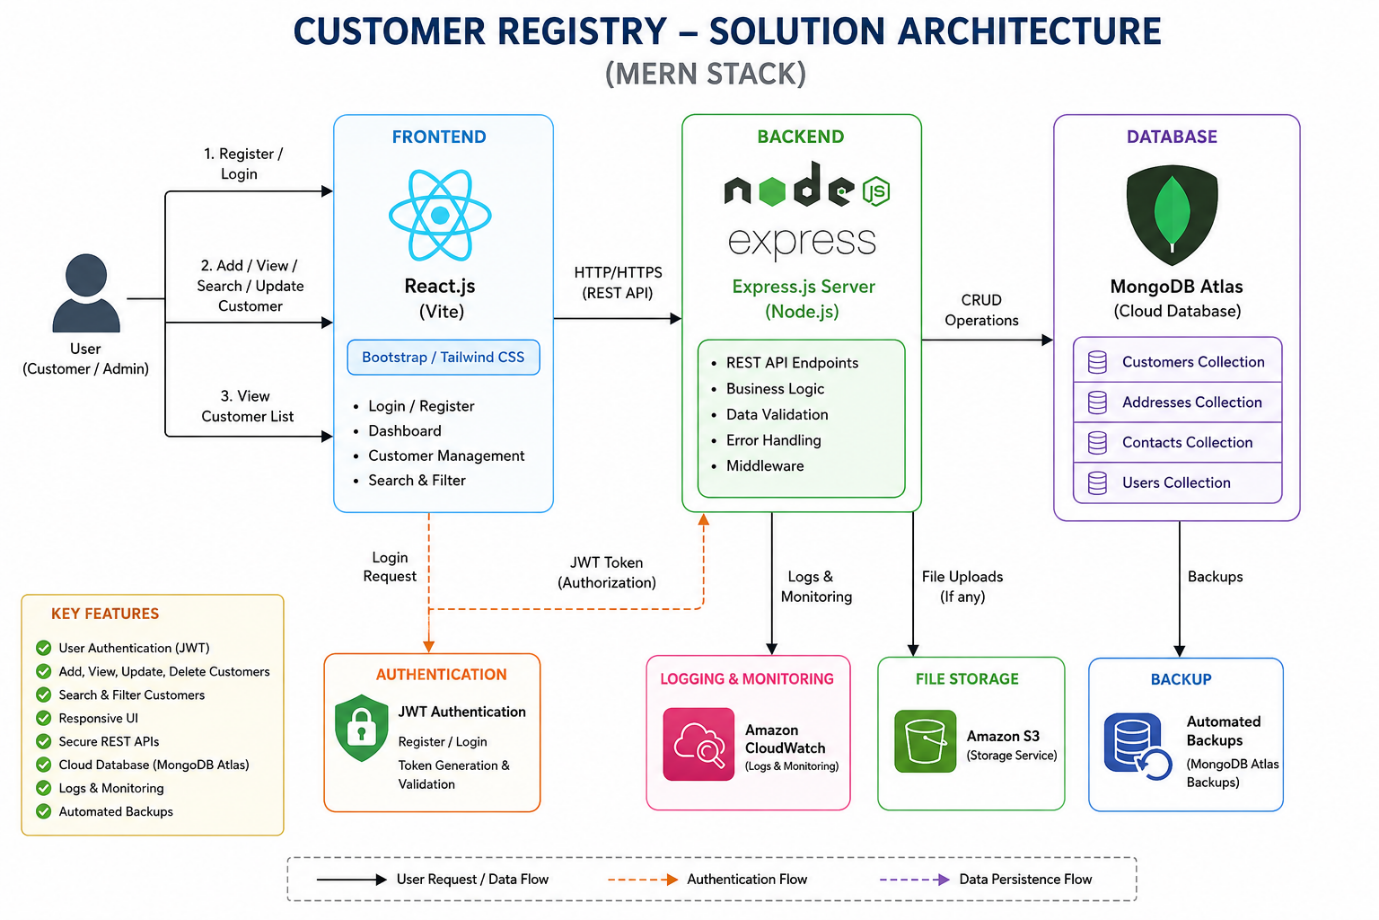 CUSTOMER REGISTRY – SOLUTION ARCHITECTURE
(MERN STACK)
1. Register /
Login
2. Add / View /
Search / Update
Customer
3. View
Customer List
User
(Customer / Admin)
FRONTEND
React.js
(Vite)
Bootstrap / Tailwind CSS
• Login / Register
• Dashboard
• Customer Management
• Search & Filter
HTTP/HTTPS
(REST API)
BACKEND
node
JS
express
Express.js Server
(Node.js)
• REST API Endpoints
• Business Logic
• Data Validation
• Error Handling
• Middleware
CRUD
Operations
DATABASE
MongoDB Atlas
(Cloud Database)
Customers Collection
Addresses Collection
Contacts Collection
Users Collection
Login
Request
JWT Token
(Authorization)
Logs &
Monitoring
File Uploads
(If any)
Backups
KEY FEATURES
User Authentication (JWT)
Add, View, Update, Delete Customers
Search & Filter Customers
Responsive UI
Secure REST APIs
Cloud Database (MongoDB Atlas)
Logs & Monitoring
Automated Backups
AUTHENTICATION
JWT Authentication
Register / Login
Token Generation &
Validation
LOGGING & MONITORING
Amazon
CloudWatch
(Logs & Monitoring)
FILE STORAGE
Amazon S3
(Storage Service)
BACKUP
Automated
Backups
(MongoDB Atlas
Backups)
User Request / Data Flow
Authentication Flow
Data Persistence Flow